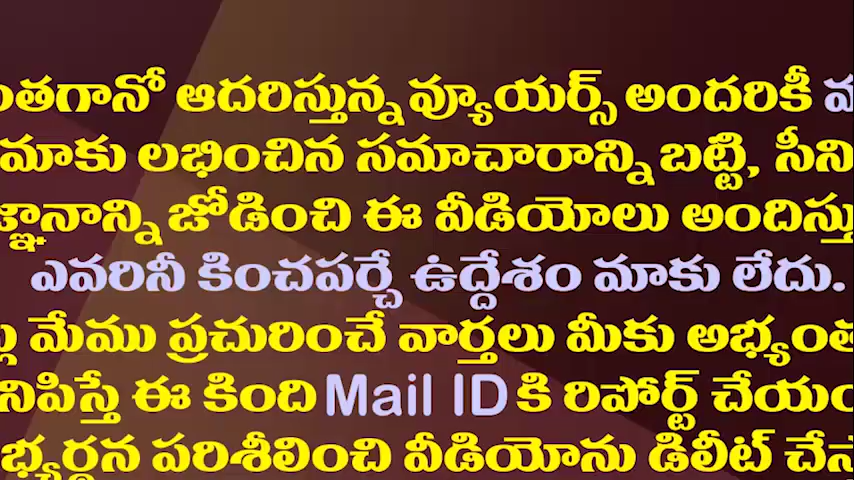 ంతగానో ఆదరిస్తున్న వ్యూయర్స్ అందరికీ
మాకు లభించిన సమాచారాన్ని బట్టి, సీని
జ్ఞానాన్ని జోడించి ఈ వీడియోలు అందిస్తు
ఎవరినీ కించపర్చే ఉద్దేశం మాకు లేదు.
మేము ప్రచురించే వార్తలు మీకు అభ్యంత
నిపిస్తే ఈ కింది Mail ID కి రిపోర్ట్ చేయం
భ్యర్థన పరిశీలించి వీడియోను డిలీట్ చేస